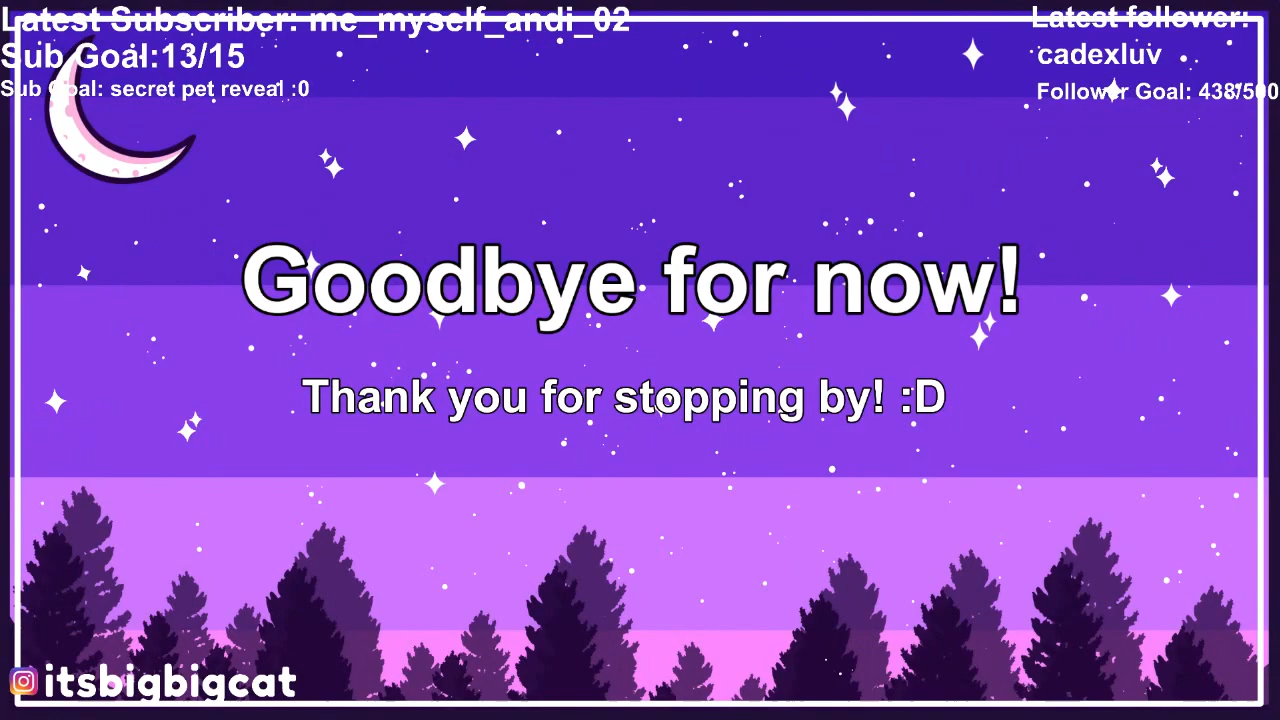 Latest Subscriber: me_myself_andi_02
Sub Goal:13/15
Sub Goal: secret pet reveal :0
Latest follower:
cadexluv
Follower Goal: 438/500
Goodbye for now!
Thank you for stopping by! :D
itsbigbigcat